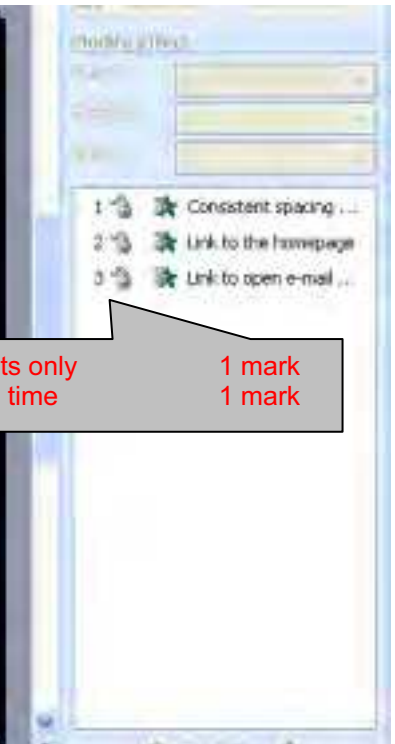 Modify effect
1 Consistent spacing ...
2 Link to the homepage
3 Link to open e-mail ...
ts only 1 mark
time 1 mark